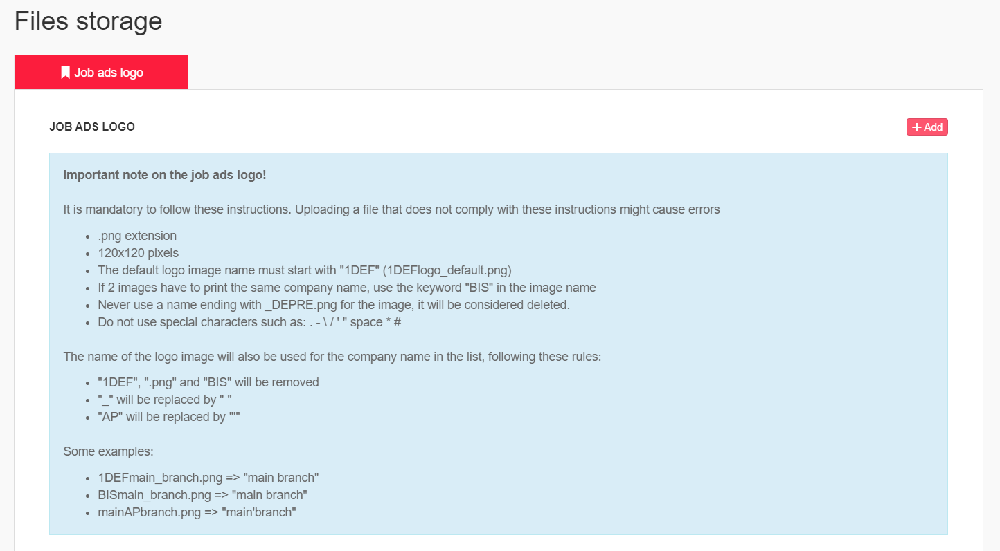 Files storage
Job ads logo
JOB ADS LOGO
Add
Important note on the job ads logo!
It is mandatory to follow these instructions. Uploading a file that does not comply with these instructions might cause errors
.png extension
120x120 pixels
The default logo image name must start with "1DEF" (1DEFlogo_default.png)
If 2 images have to print the same company name, use the keyword "BIS" in the image name
Never use a name ending with _DEPRE.png for the image, it will be considered deleted.
Do not use special characters such as: . - \ / ' " space * #
The name of the logo image will also be used for the company name in the list, following these rules:
"1DEF", ".png" and "BIS" will be removed
"_" will be replaced by " "
"AP" will be replaced by "'"
Some examples:
1DEFmain_branch.png => "main branch"
BISmain_branch.png => "main branch"
mainAPbranch.png => "main'branch"